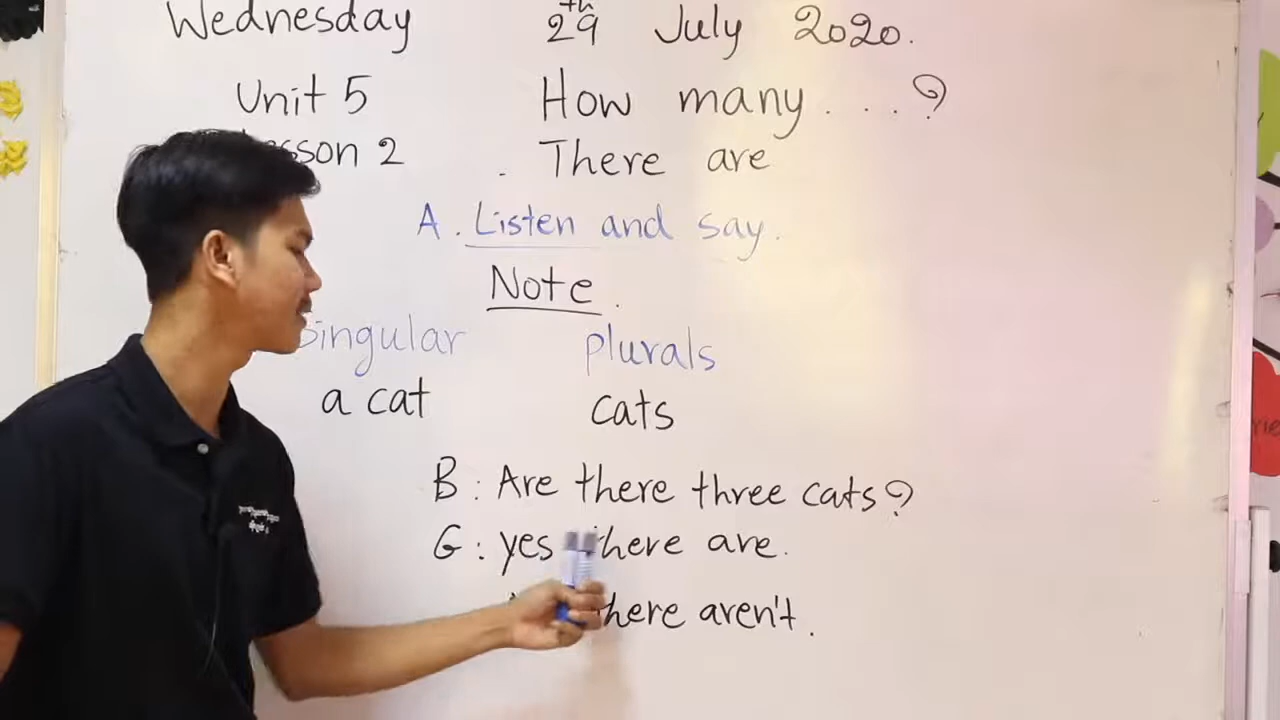 Wednesday 29th July 2020.
Unit 5 How many . . . ?
Lesson 2 . There are
A. Listen and say.
Note.
Singular plurals
a cat cats
B: Are there three cats?
G: yes there are.
there aren't.